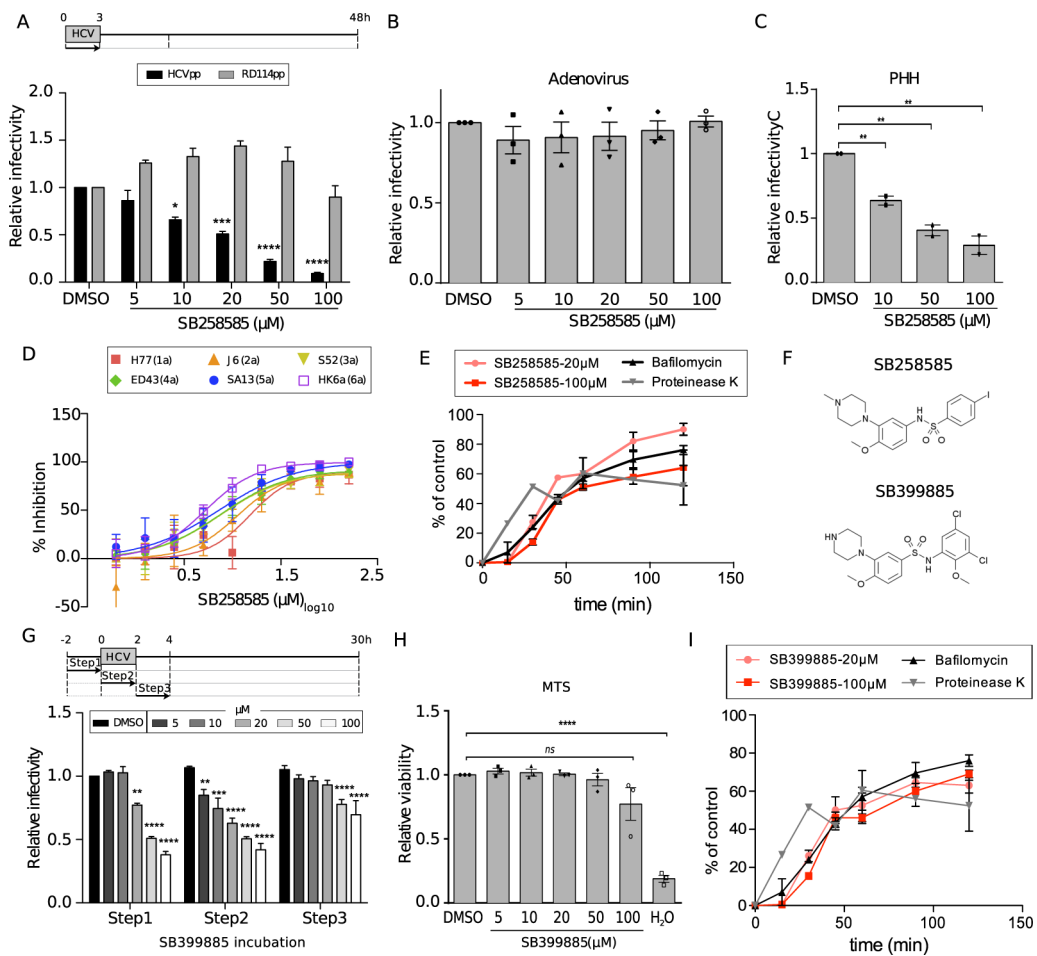 A
0 3 48h
HCV
HCVpp RD114pp
Relative infectivity
2.0
1.5
1.0
0.5
0.0
* *** **** ****
DMSO 5 10 20 50 100
SB258585 (µM)
B
Adenovirus
Relative infectivity
1.0
0.0
DMSO 5 10 20 50 100
SB258585 (µM)
C
PHH
Relative infectivityC
1.5
1
0.5
0.0
**
**
**
DMSO 10 50 100
SB258585 (µM)
D
H77(1a) J6(2a) S52(3a)
ED43(4a) SA13(5a) HK6a(6a)
% Inhibition
150
100
50
0.0
-50
0.5 1.5 2.5
SB258585 (µM)log10
E
SB258585-20µM Bafilomycin
SB258585-100µM Proteinease K
% of control
100
80
60
40
20
0
0 50 100 150
time (min)
F
SB258585
CH3
N
N
O
H
N
S
O O
I
SB399885
HN
N
O
O O
S
N
H
Cl
Cl
O
G
-2 0 2 4 30h
HCV
Step1
Step2
Step3
µM
DMSO 5 10 20 50 100
Relative infectivity
1.5
1.0
0.5
0.0
** **** ****
** *** **** **** ****
**** ****
Step1 Step2 Step3
SB399885 incubation
H
MTS
Relative viability
1.5
1.0
0.5
0.0
****
ns
DMSO 5 10 20 50 100 H2O
SB399885(µM)
I
SB399885-20µM Bafilomycin
SB399885-100µM Proteinease K
% of control
100
80
60
40
20
0
0 50 100 150
time (min)